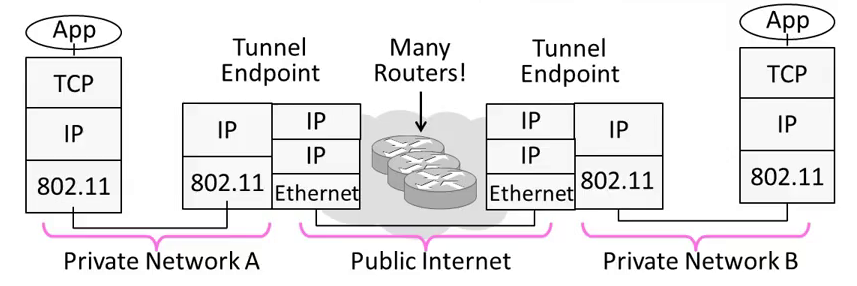 App
TCP
IP
802.11
Tunnel
Endpoint
IP
802.11
IP
IP
Ethernet
Many
Routers!
Tunnel
Endpoint
IP
IP
Ethernet
IP
802.11
App
TCP
IP
802.11
Private Network A
Public Internet
Private Network B